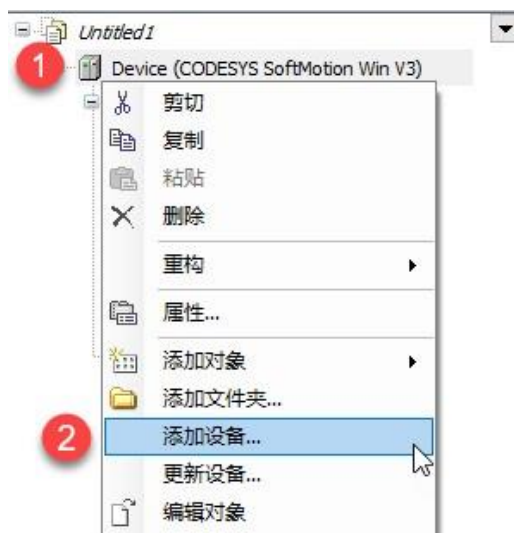 Untitled1
1
Device (CODESYS SoftMotion Win V3)
剪切
复制
粘贴
删除
重构
属性...
添加对象
添加文件夹...
2
添加设备...
更新设备...
编辑对象